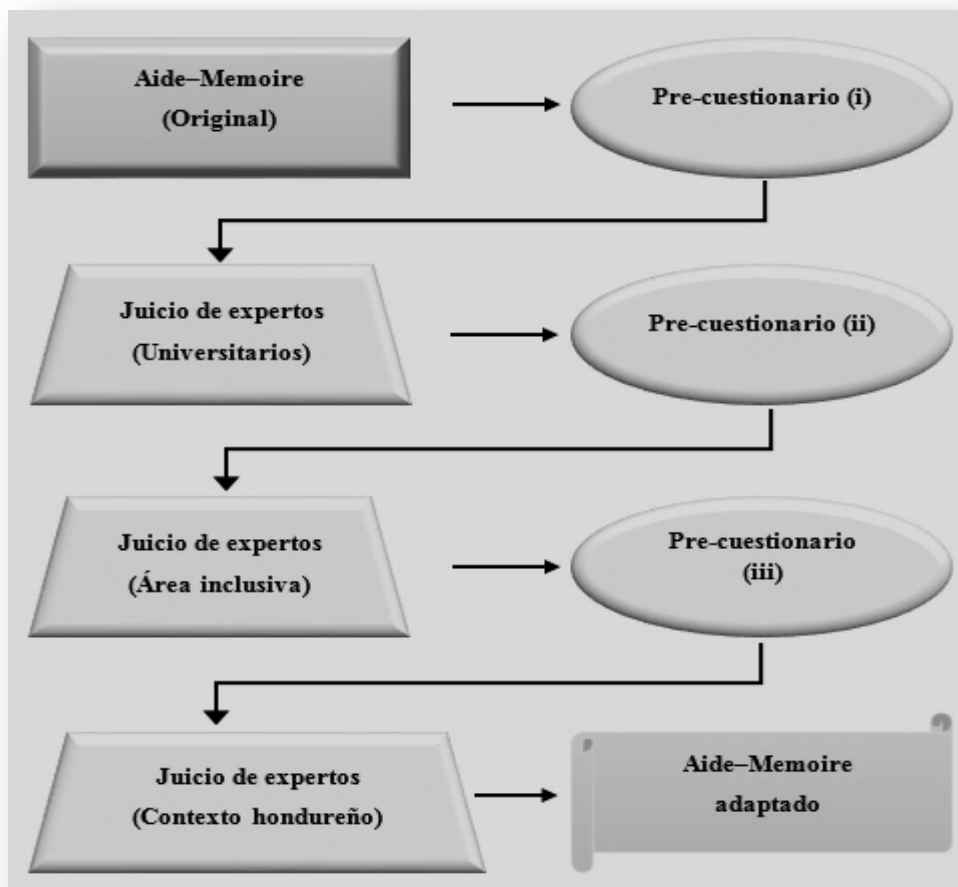 Aide–Memoire
(Original)
Pre-cuestionario (i)
Juicio de expertos
(Universitarios)
Pre-cuestionario (ii)
Juicio de expertos
(Área inclusiva)
Pre-cuestionario
(iii)
Juicio de expertos
(Contexto hondureño)
Aide–Memoire
adaptado